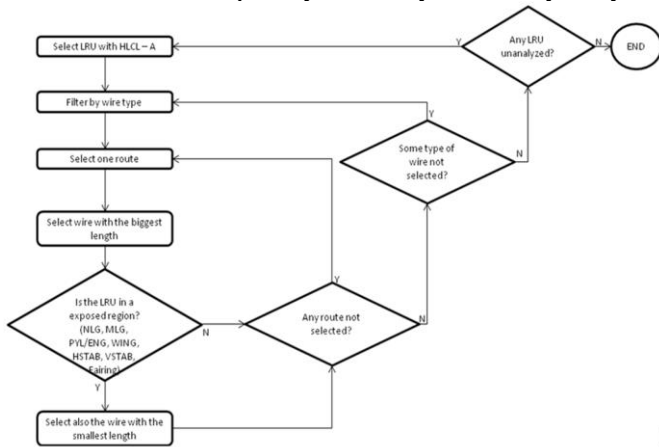 Select LRU with HLCL – A
Y
Any LRU
unanalyzed?
N
END
Filter by wire type
Y
Select one route
Some type of
wire not
selected?
N
Select wire with the biggest
length
Y
Is the LRU in a
exposed region?
(NLG, MLG,
PYL/ENG, WING,
HSTAB, VSTAB,
Fairing)
N
Any route not
selected?
N
Y
Select also the wire with the
smallest length